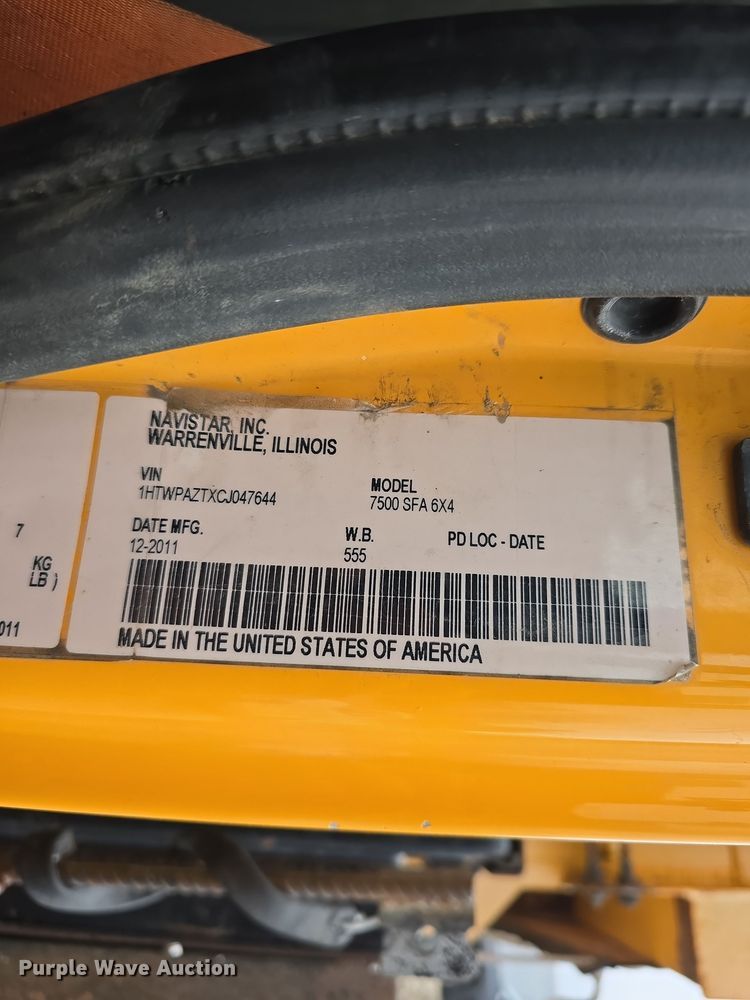 NAVISTAR, INC.
WARRENVILLE, ILLINOIS
VIN
1HTWPAZTXCJ047644
MODEL
7500 SFA 6X4
DATE MFG.
12-2011
W.B.
555
PD LOC - DATE
MADE IN THE UNITED STATES OF AMERICA
7
KG
LB )
011
Purple Wave Auction